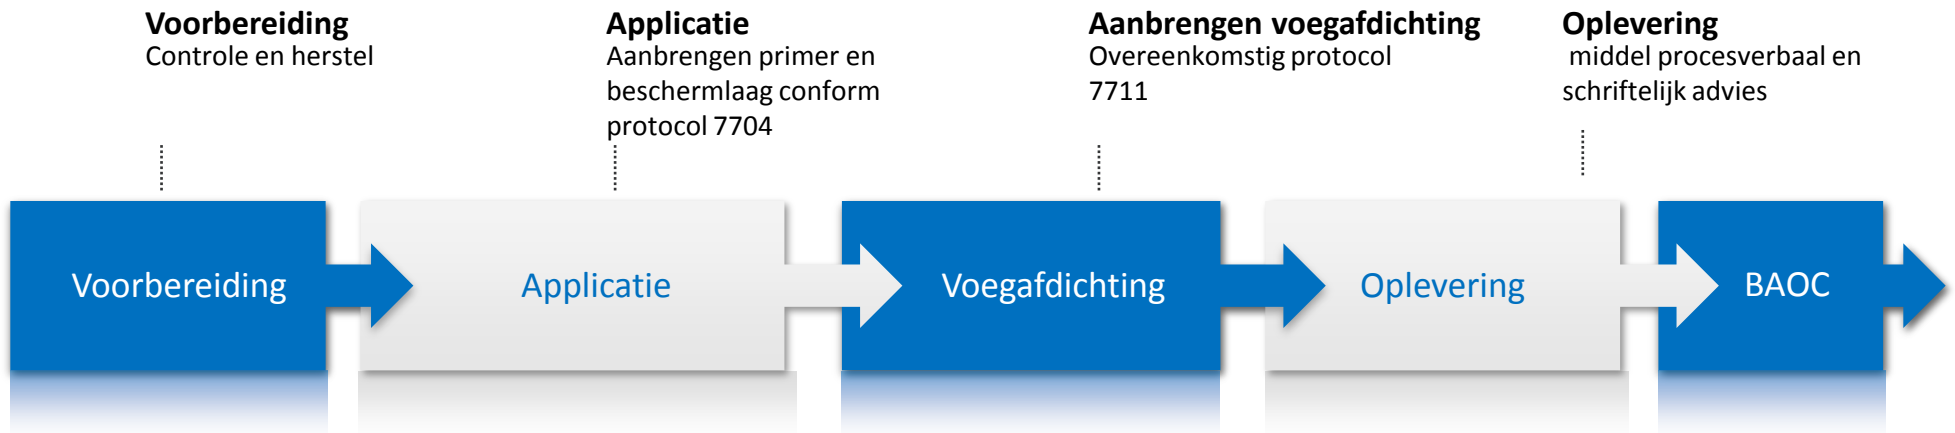 Voorbereiding
Controle en herstel
Applicatie
Aanbrengen primer en
beschermlaag conform
protocol 7704
Aanbrengen voegafdichting
Overeenkomstig protocol
7711
Oplevering
middel procesverbaal en
schriftelijk advies
Voorbereiding
Applicatie
Voegafdichting
Oplevering
BAOC